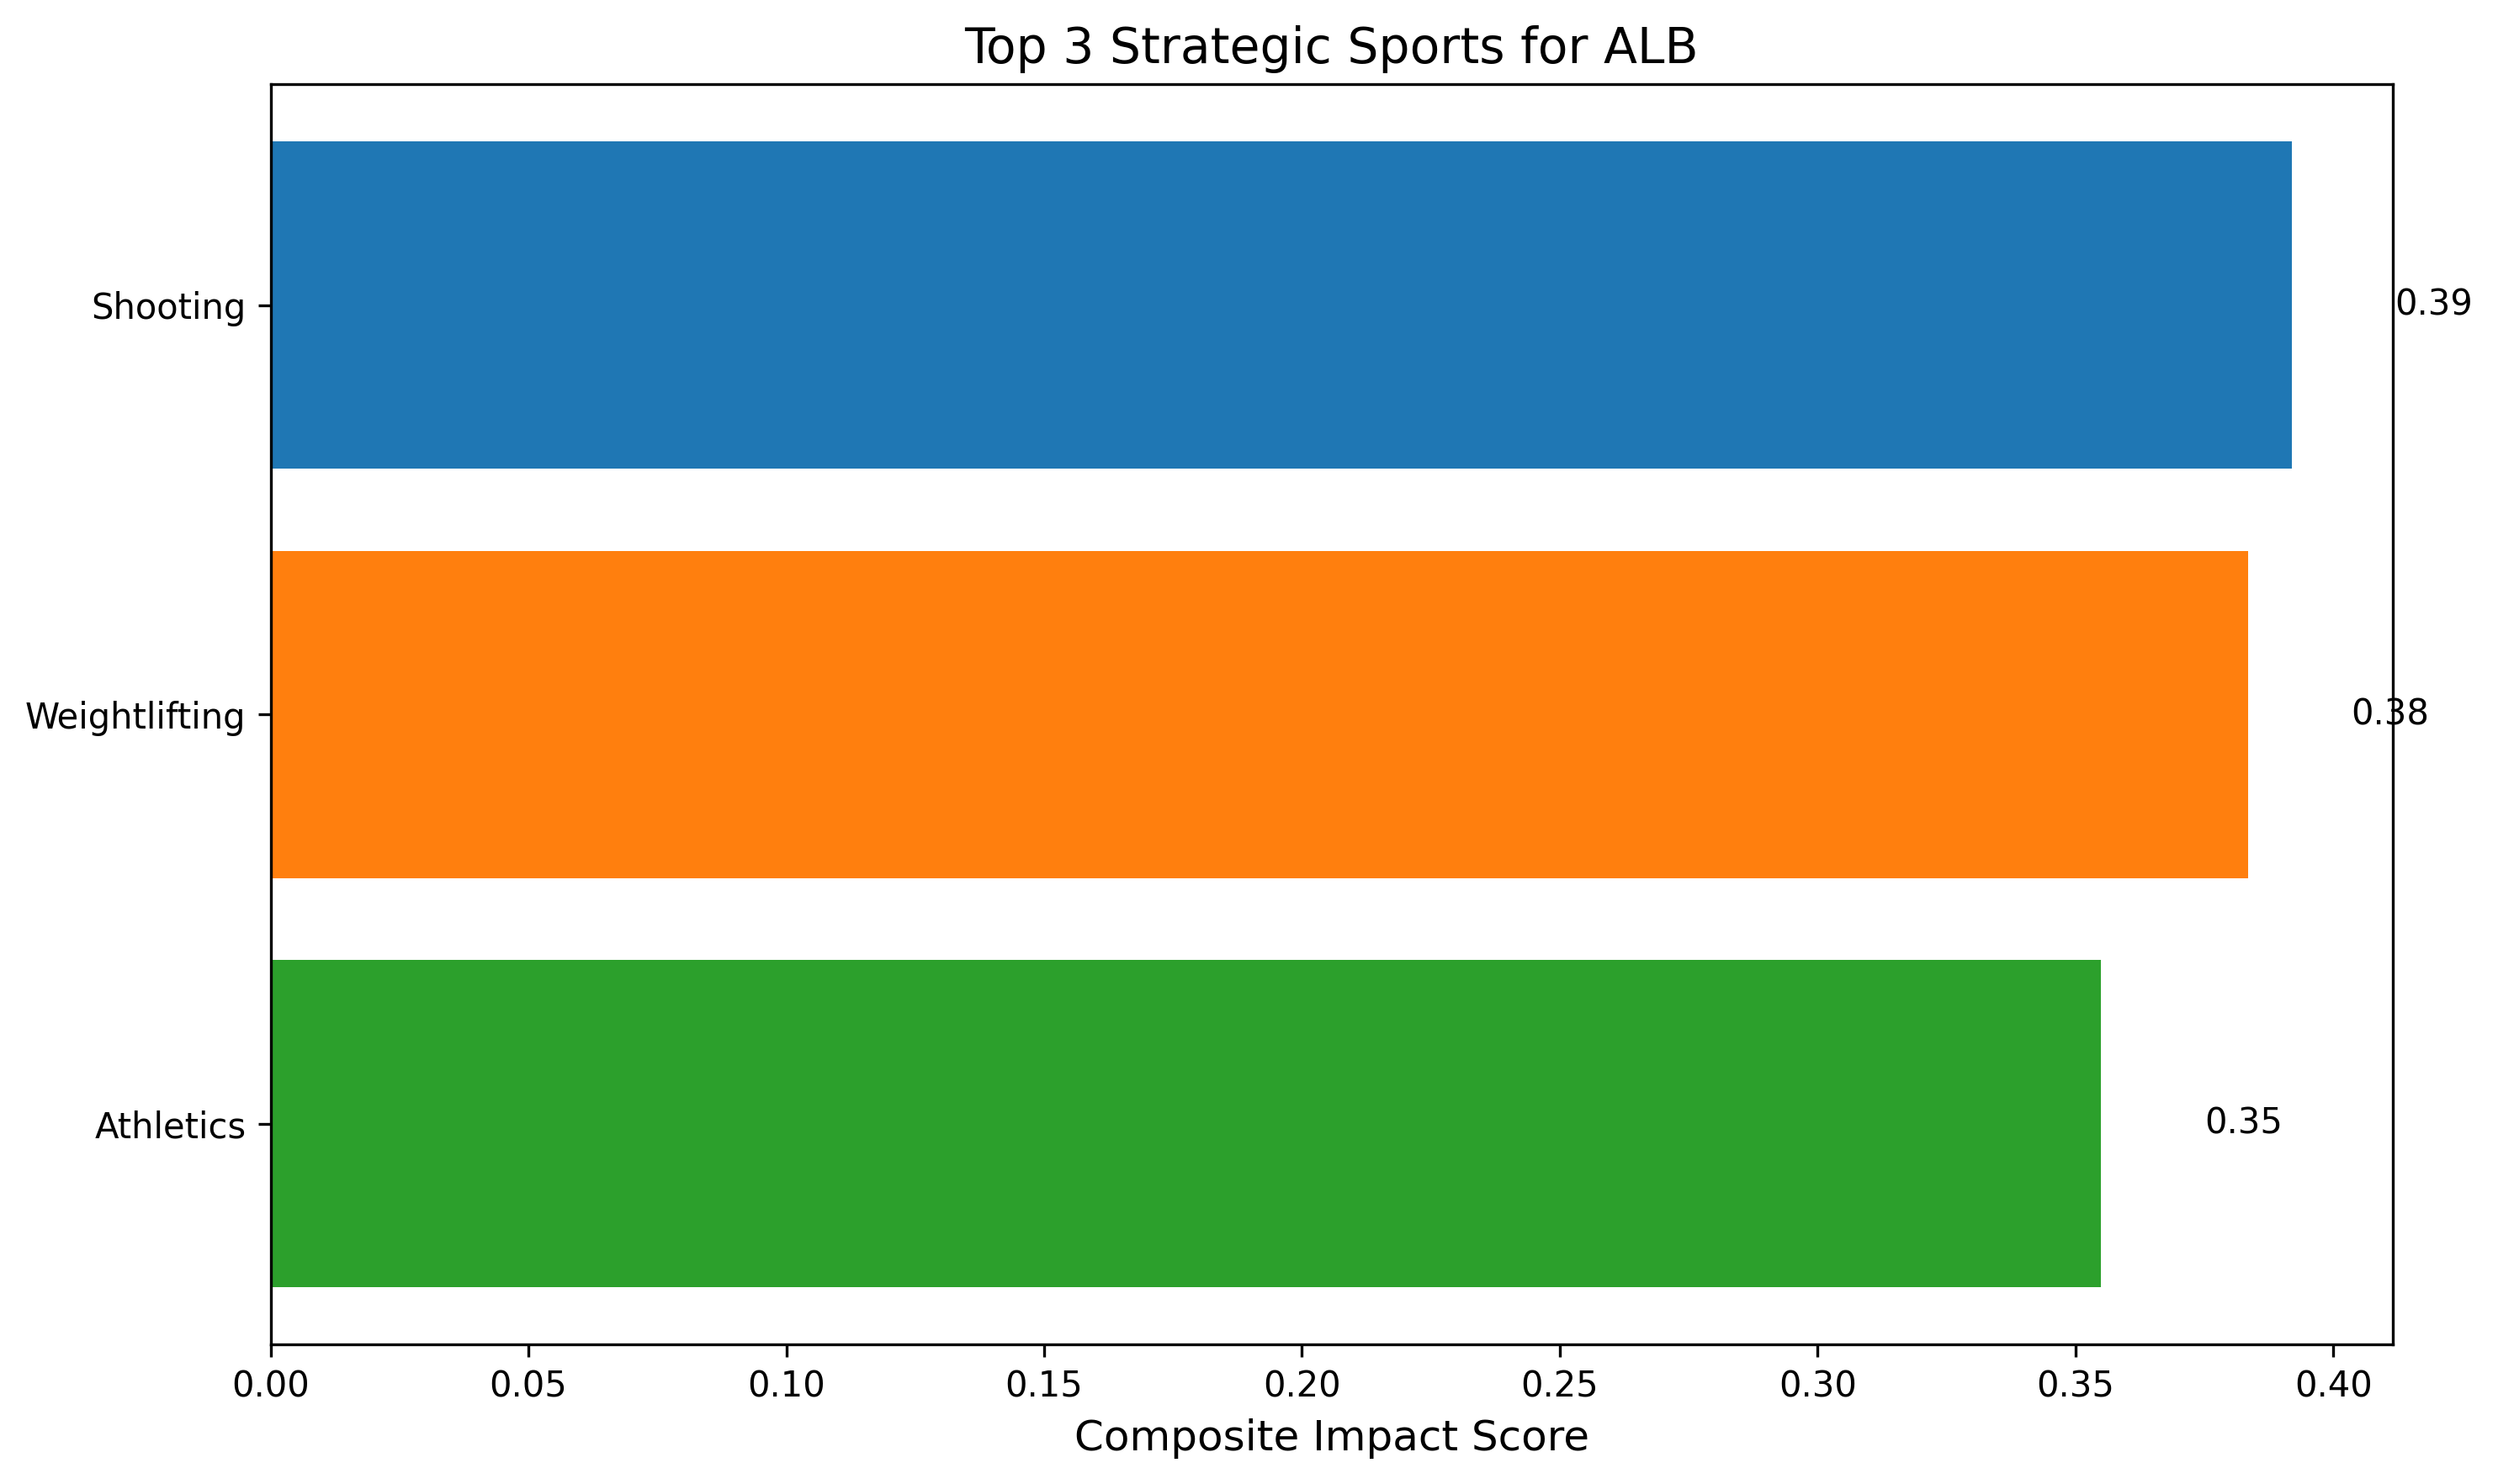 Top 3 Strategic Sports for ALB
Shooting
0.39
Weightlifting
0.38
Athletics
0.35
0.00 0.05 0.10 0.15 0.20 0.25 0.30 0.35 0.40
Composite Impact Score